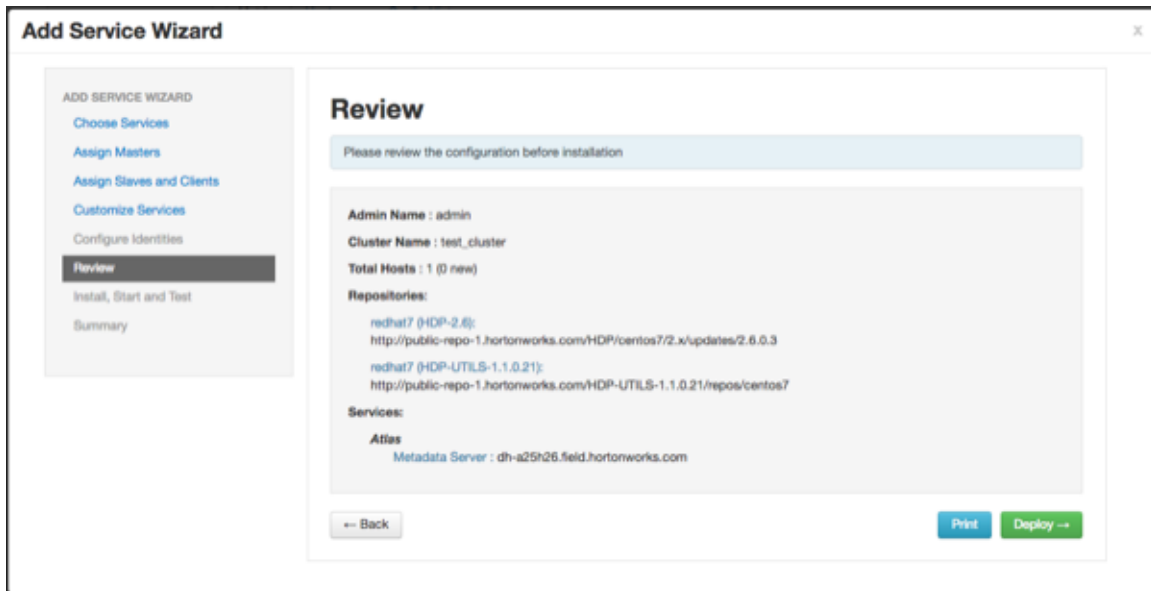 Add Service Wizard
x
ADD SERVICE WIZARD
Choose Services
Assign Masters
Assign Slaves and Clients
Customize Services
Configure Identities
Review
Install, Start and Test
Summary
Review
Please review the configuration before installation
Admin Name : admin
Cluster Name : test_cluster
Total Hosts : 1 (0 new)
Repositories:
redhat7 (HDP-2.6):
http://public-repo-1.hortonworks.com/HDP/centos7/2.x/updates/2.6.0.3
redhat7 (HDP-UTILS-1.1.0.21):
http://public-repo-1.hortonworks.com/HDP-UTILS-1.1.0.21/repos/centos7
Services:
Atlas
Metadata Server : dh-a25h26.field.hortonworks.com
← Back
Print
Deploy →